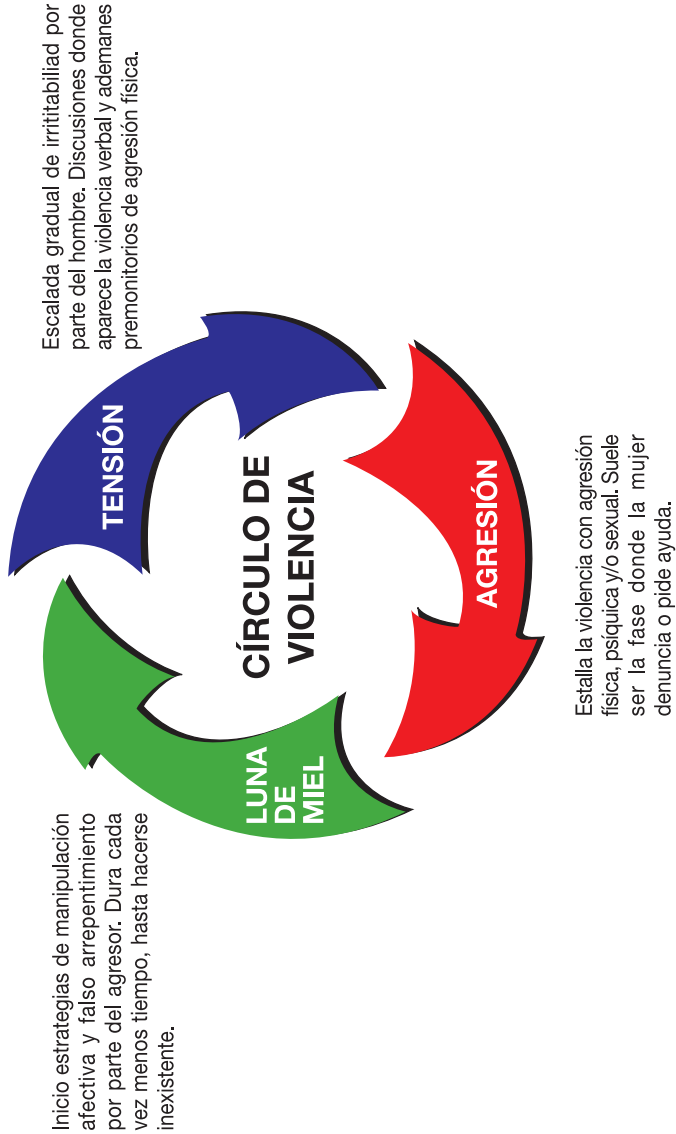 Escalada gradual de irrititabiliad por
parte del hombre. Discusiones donde
aparece la violencia verbal y ademanes
premonitorios de agresión física.
TENSIÓN
CÍRCULO DE
VIOLENCIA
AGRESIÓN
Estalla la violencia con agresión
física, psíquica y/o sexual. Suele
ser la fase donde la mujer
denuncia o pide ayuda.
LUNA
DE
MIEL
Inicio estrategias de manipulación
afectiva y falso arrepentimiento
por parte del agresor. Dura cada
vez menos tiempo, hasta hacerse
inexistente.